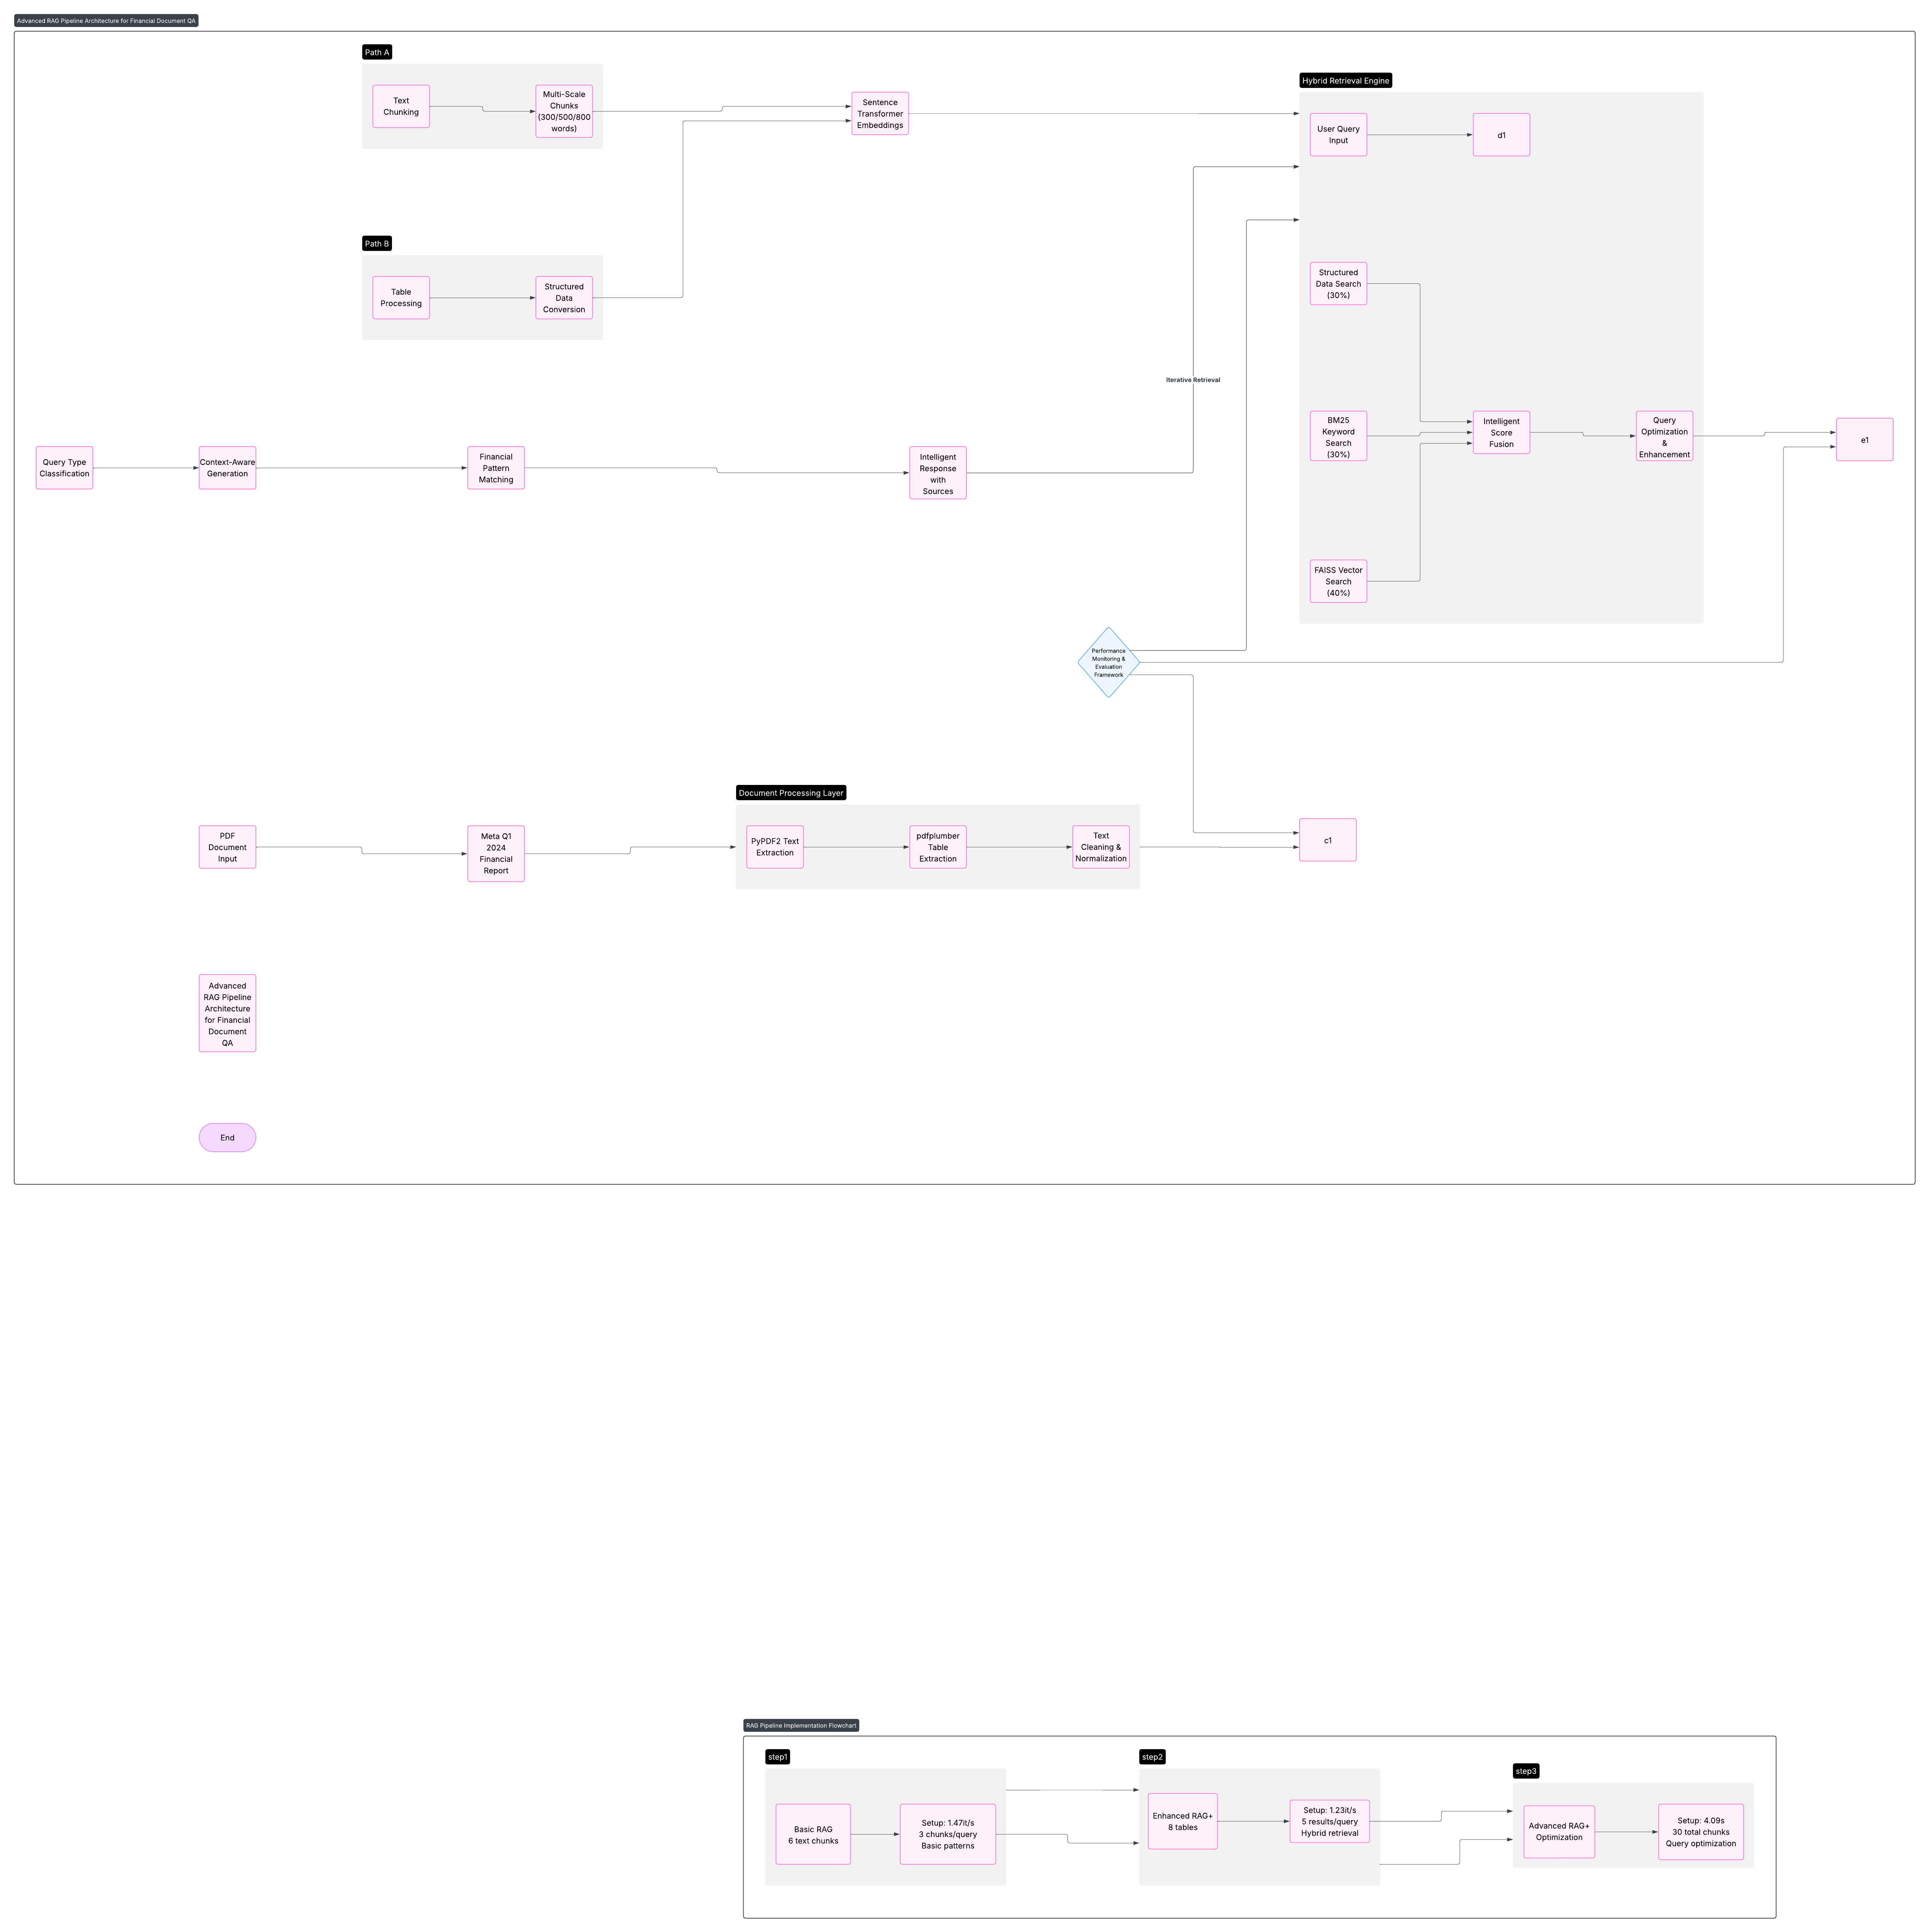 Advanced RAG Pipeline Architecture for Financial Document QA
Path A
Text
Chunking
Multi-Scale
Chunks
(300/500/800
words)
Sentence
Transformer
Embeddings
Hybrid Retrieval Engine
User Query
Input
d1
Path B
Table
Processing
Structured
Data
Conversion
Structured
Data Search
(30%)
Iterative Retrieval
BM25
Keyword
Search
(30%)
Intelligent
Score
Fusion
Query
Optimization
&
Enhancement
e1
Query Type
Classification
Context-Aware
Generation
Financial
Pattern
Matching
Intelligent
Response
with
Sources
FAISS Vector
Search
(40%)
Performance
Monitoring &
Evaluation
Framework
Document Processing Layer
PDF
Document
Input
Meta Q1
2024
Financial
Report
PyPDF2 Text
Extraction
pdfplumber
Table
Extraction
Text
Cleaning &
Normalization
c1
Advanced
RAG Pipeline
Architecture
for Financial
Document
QA
End
RAG Pipeline Implementation Flowchart
step1
Basic RAG
6 text chunks
Setup: 1.47it/s
3 chunks/query
Basic patterns
step2
Enhanced RAG+
8 tables
Setup: 1.23it/s
5 results/query
Hybrid retrieval
step3
Advanced RAG+
Optimization
Setup: 4.09s
30 total chunks
Query optimization